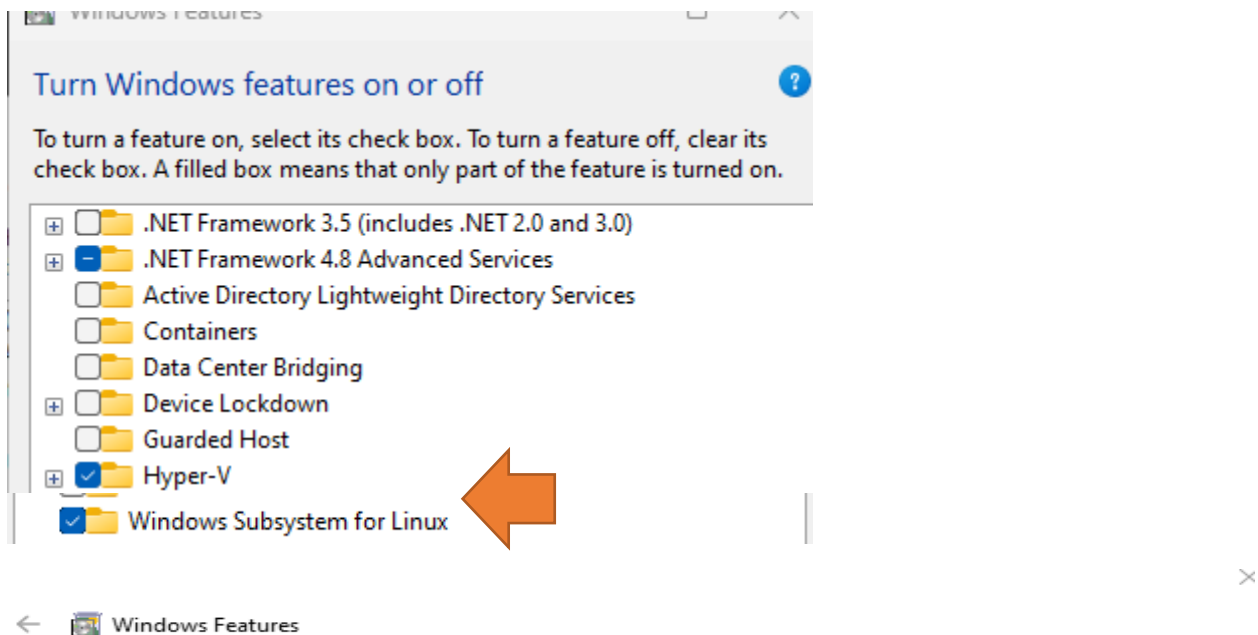 Windows Features
Turn Windows features on or off
To turn a feature on, select its check box. To turn a feature off, clear its
check box. A filled box means that only part of the feature is turned on.
.NET Framework 3.5 (includes .NET 2.0 and 3.0)
.NET Framework 4.8 Advanced Services
Active Directory Lightweight Directory Services
Containers
Data Center Bridging
Device Lockdown
Guarded Host
Hyper-V
Windows Subsystem for Linux
Windows Features